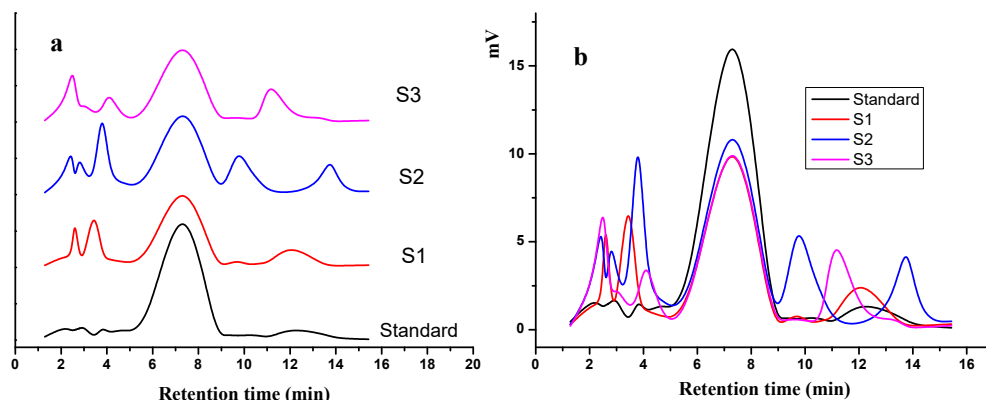 a
S3
S2
S1
Standard
0 2 4 6 8 10 12 14 16 18 20
Retention time (min)
mV
b
15
10
5
0
Standard
S1
S2
S3
0 2 4 6 8 10 12 14 16
Retention time (min)